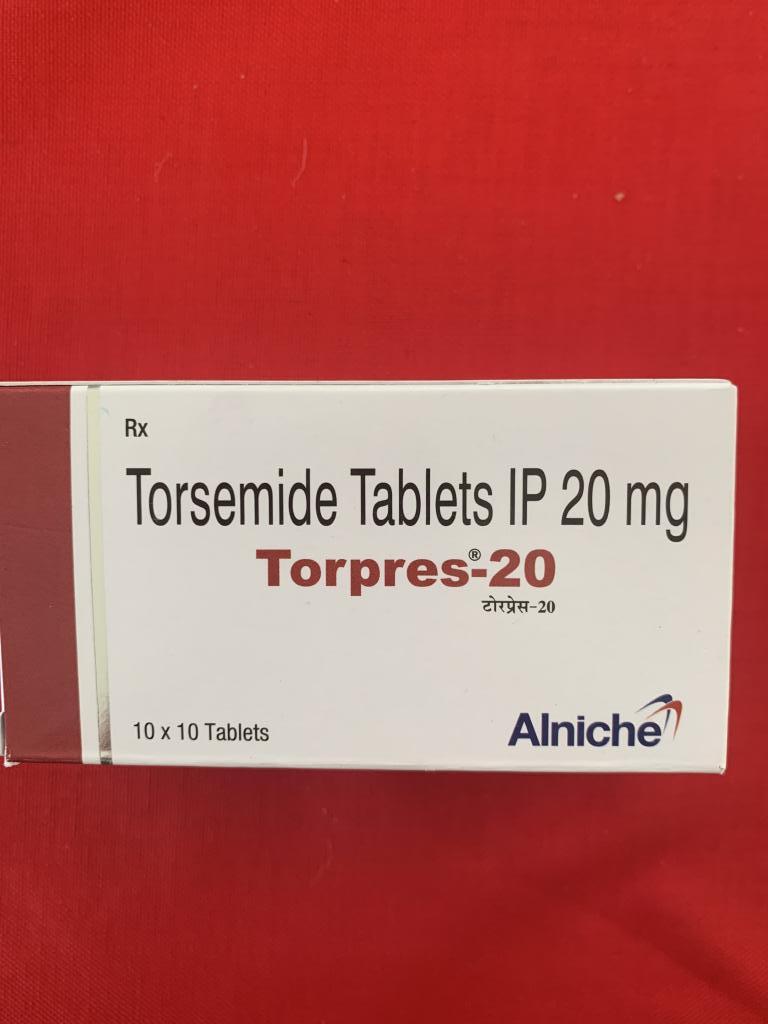 Rx
Torsemide Tablets IP 20 mg
Torpres®-20
टोरप्रेस-20
10 x 10 Tablets
Alniche